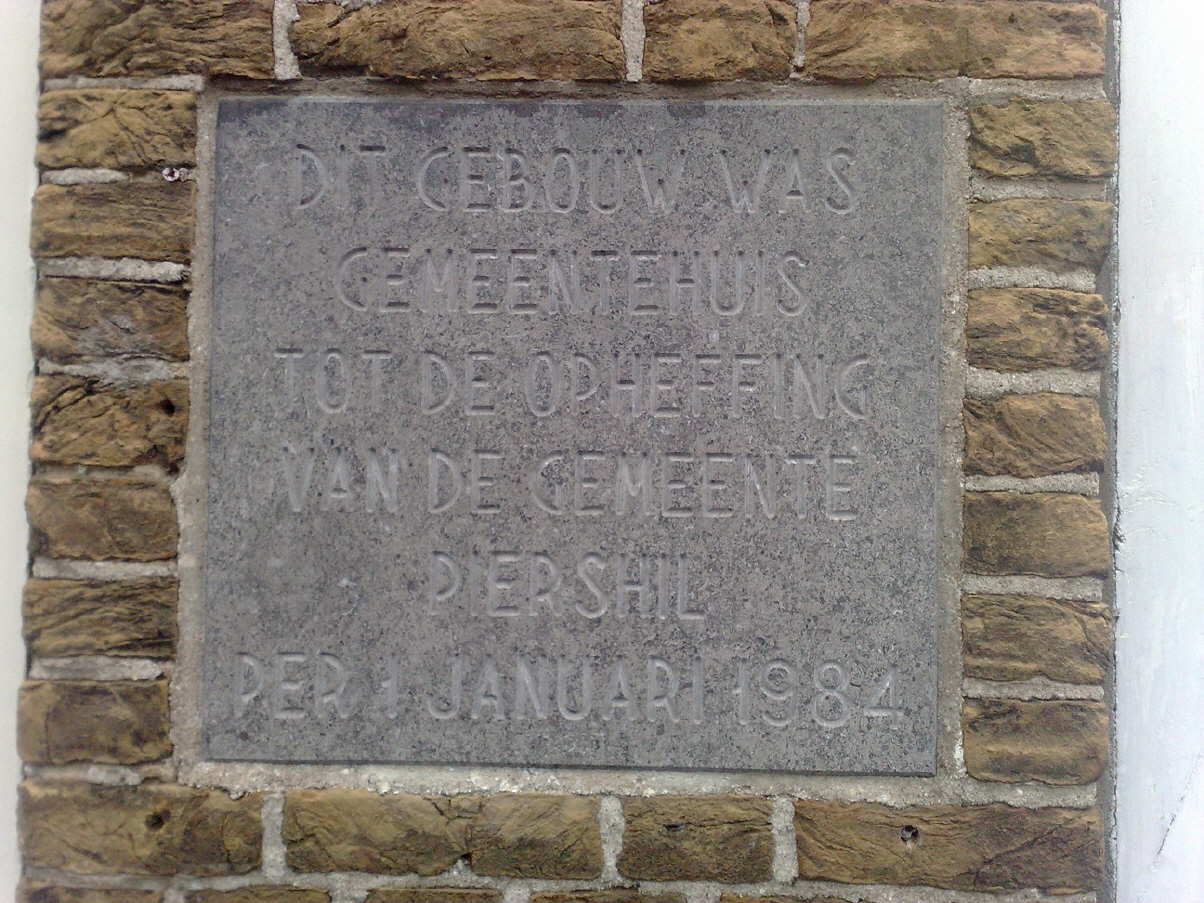 DIT GEBOUW WAS
GEMEENTEHUIS
TOT DE OPHEFFING
VAN DE GEMEENTE
PIERSHIL
PER 1 JANUARI 1984